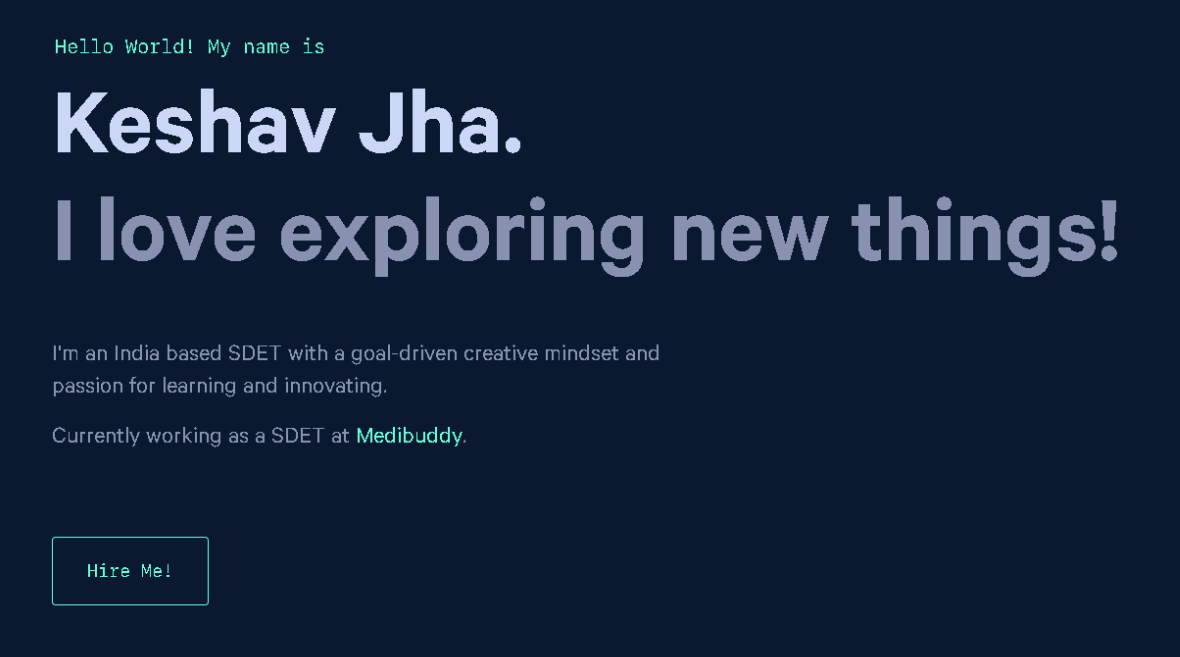 Hello World! My name is
Keshav Jha.
I love exploring new things!
I'm an India based SDET with a goal-driven creative mindset and
passion for learning and innovating.
Currently working as a SDET at Medibuddy.
Hire Me!